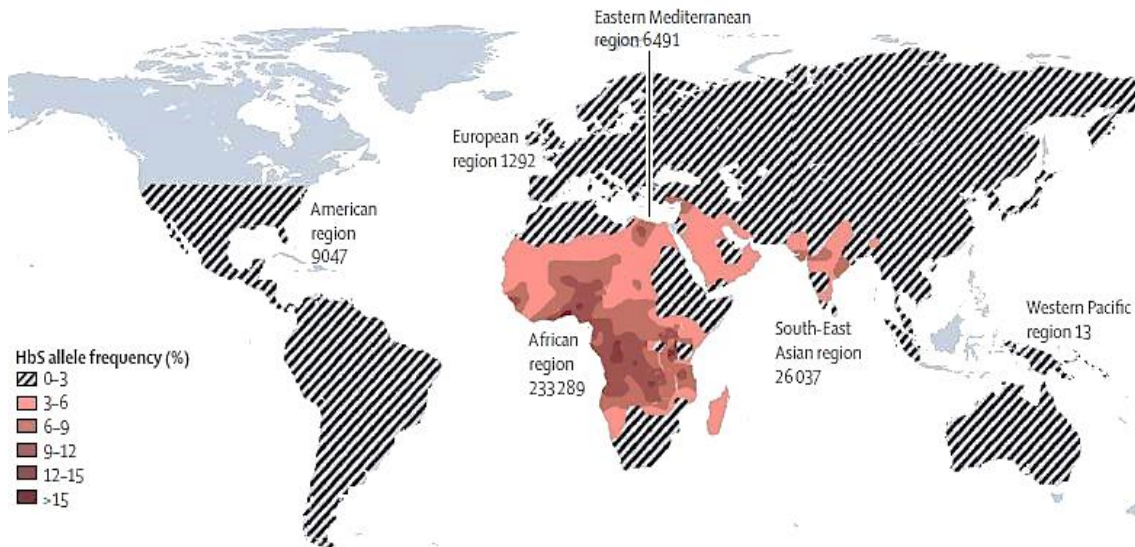 Eastern Mediterranean
region 6491
European
region 1292
American
region
9047
African
region
233 289
South-East
Asian region
26 037
Western Pacific
region 13
HbS allele frequency (%)
0–3
3–6
6–9
9–12
12–15
>15